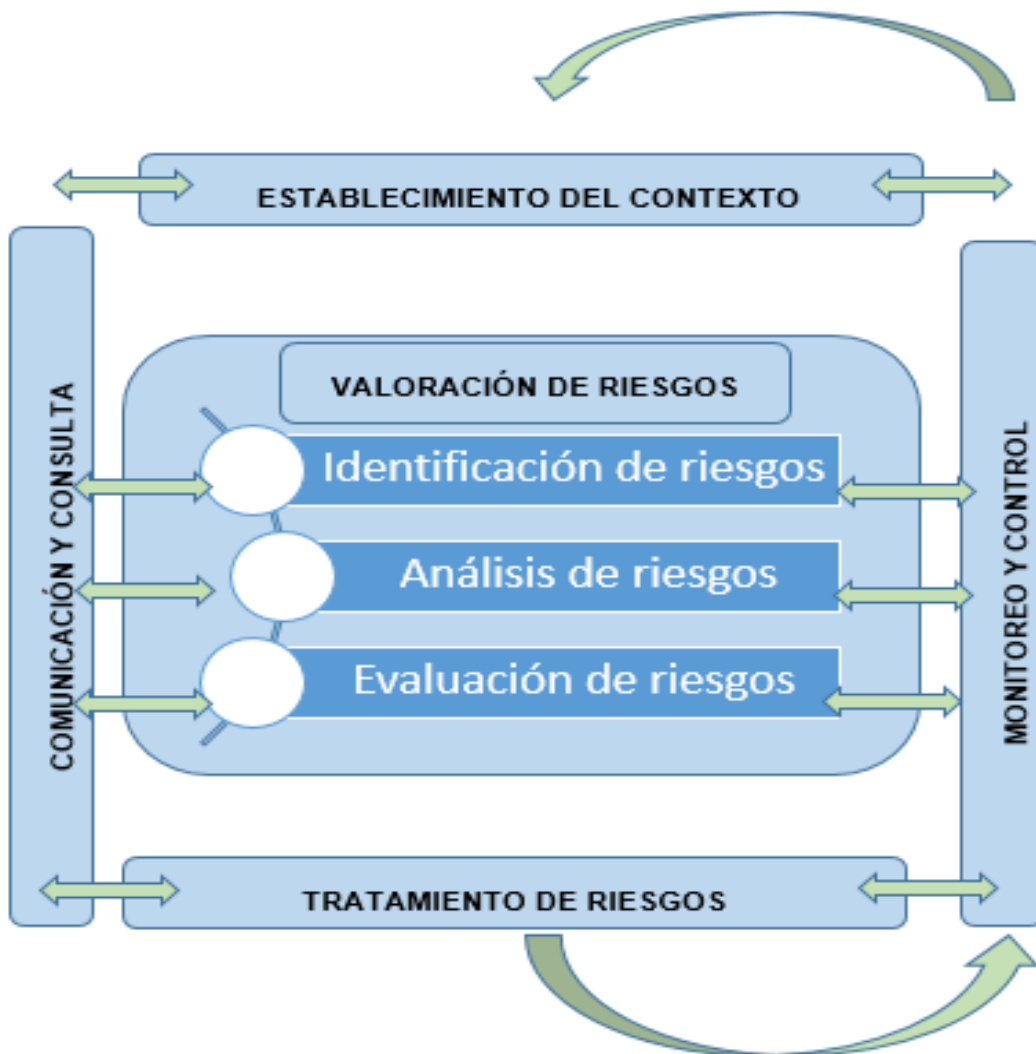 ESTABLECIMIENTO DEL CONTEXTO
COMUNICACIÓN Y CONSULTA
VALORACIÓN DE RIESGOS
Identificación de riesgos
Análisis de riesgos
Evaluación de riesgos
MONITOREO Y CONTROL
TRATAMIENTO DE RIESGOS